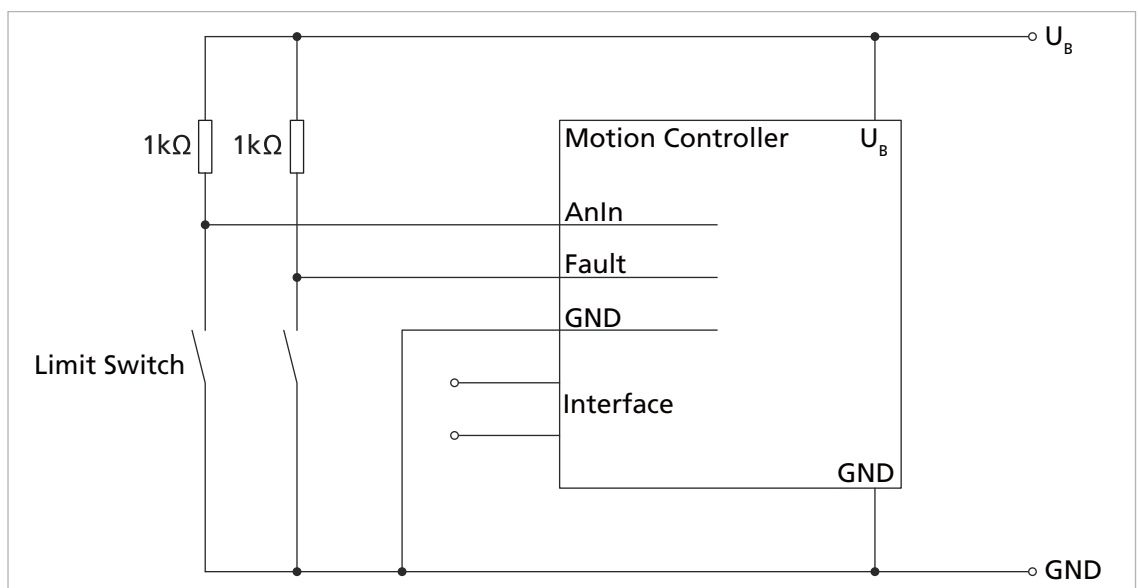 U_B
1kΩ 1kΩ
Motion Controller U_B
AnIn
Fault
GND
Limit Switch
Interface
GND
GND